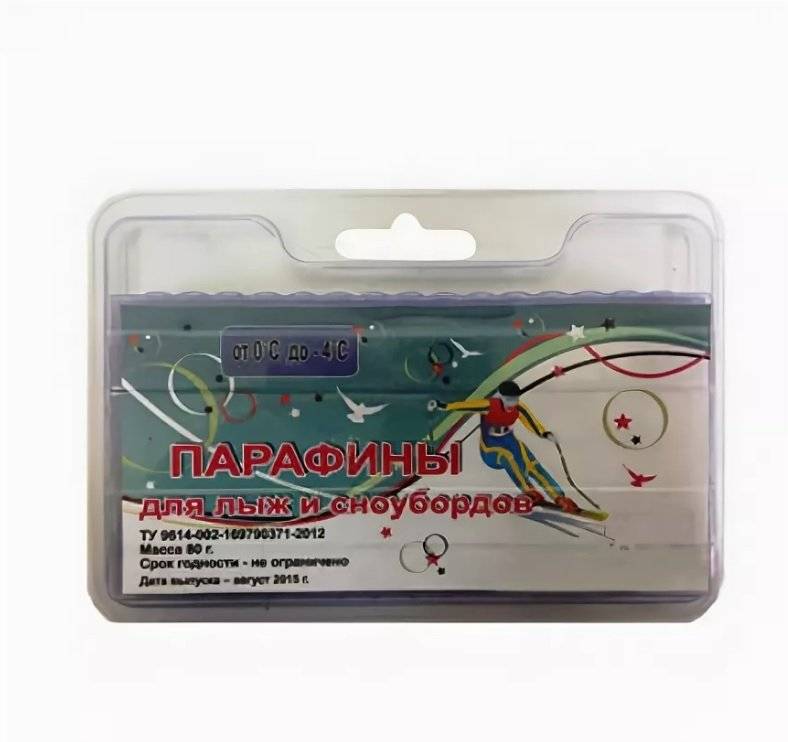 от 0°С до -4°С
ПАРАФИНЫ
для лыж и сноубордов
ТУ 9614-002-169790371-2012
Масса 80 г.
Срок годности - не ограничено
Дата выпуска – август 2015 г.